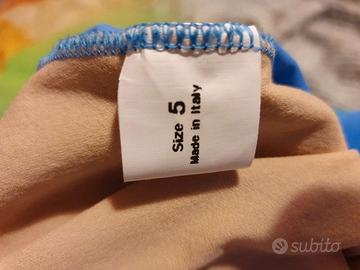 Size 5
Made in Italy
subito